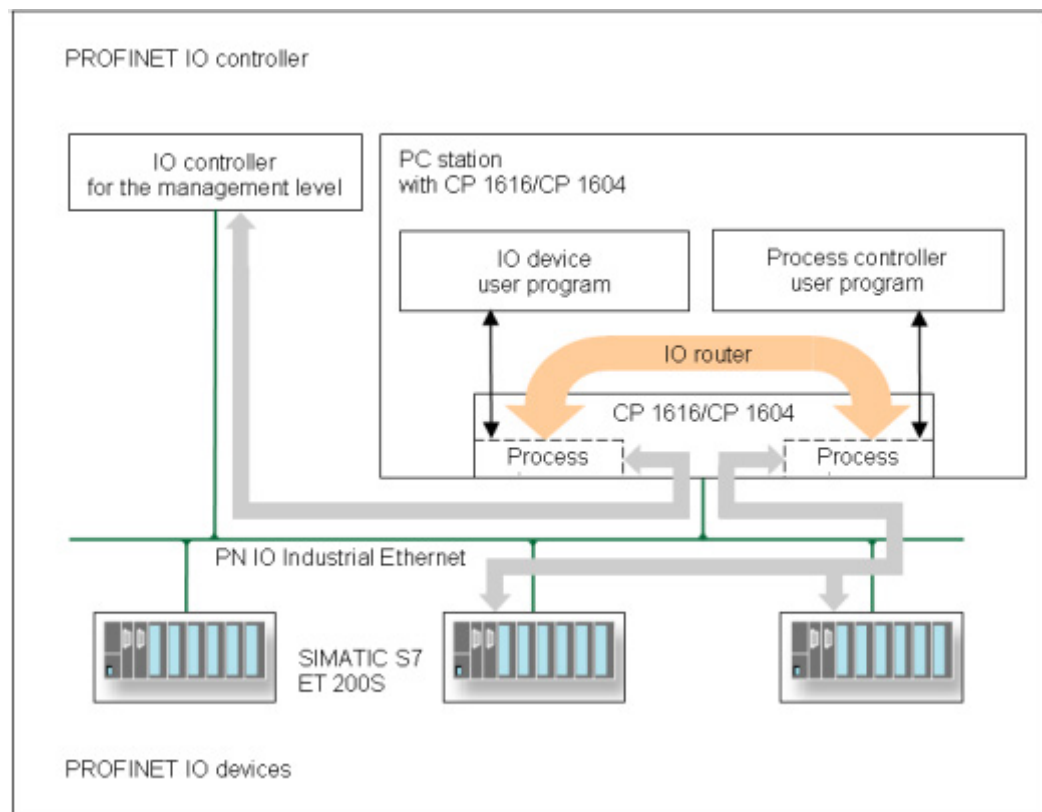 PROFINET IO controller
IO controller
for the management level
PC station
with CP 1616/CP 1604
IO device
user program
Process controller
user program
IO router
CP 1616/CP 1604
Process
Process
PN IO Industrial Ethernet
SIMATIC S7
ET 200S
PROFINET IO devices